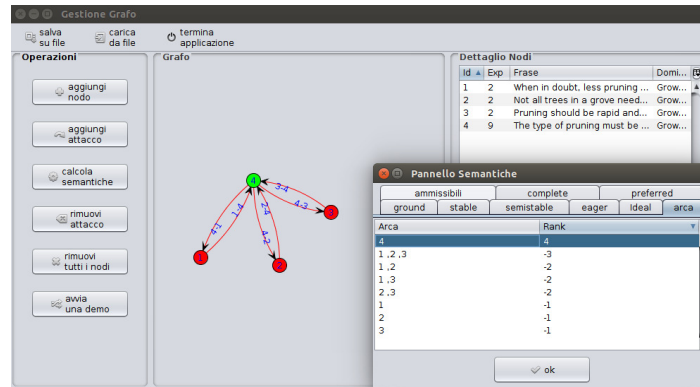 Gestione Grafo
salva
su file
carica
da file
termina
applicazione
Operazioni
aggiungi
nodo
aggiungi
attacco
calcola
semantiche
rimuovi
attacco
rimuovi
tutti i nodi
avvia
una demo
Grafo
4
3-4
4-3
4-1
1-4
2-4
4-2
3
1
2
Dettaglio Nodi
Id Exp Frase Domi...
1 2 When in doubt, less pruning ... Grow...
2 2 Not all trees in a grove need... Grow...
3 2 Pruning should be rapid and... Grow...
4 9 The type of pruning must be ... Grow...
Pannello Semantiche
ammissibili complete preferred
ground stable semistable eager Ideal arca
Arca Rank
4 4
1 ,2 ,3 -3
1 ,2 -2
1 ,3 -2
2 ,3 -2
1 -1
2 -1
3 -1
ok